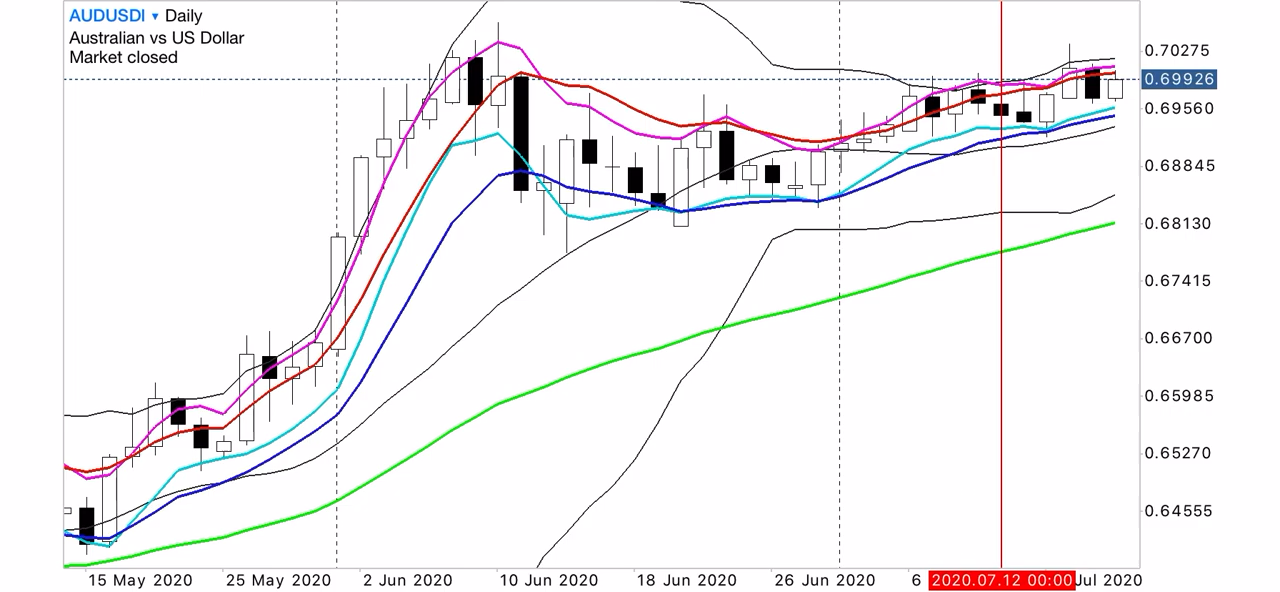 AUDUSDI ▾ Daily
Australian vs US Dollar
Market closed
0.70275
0.69926
0.69560
0.68845
0.68130
0.67415
0.66700
0.65985
0.65270
0.64555
15 May 2020 25 May 2020 2 Jun 2020 10 Jun 2020 18 Jun 2020 26 Jun 2020 6 2020.07.12 00:00 Jul 2020